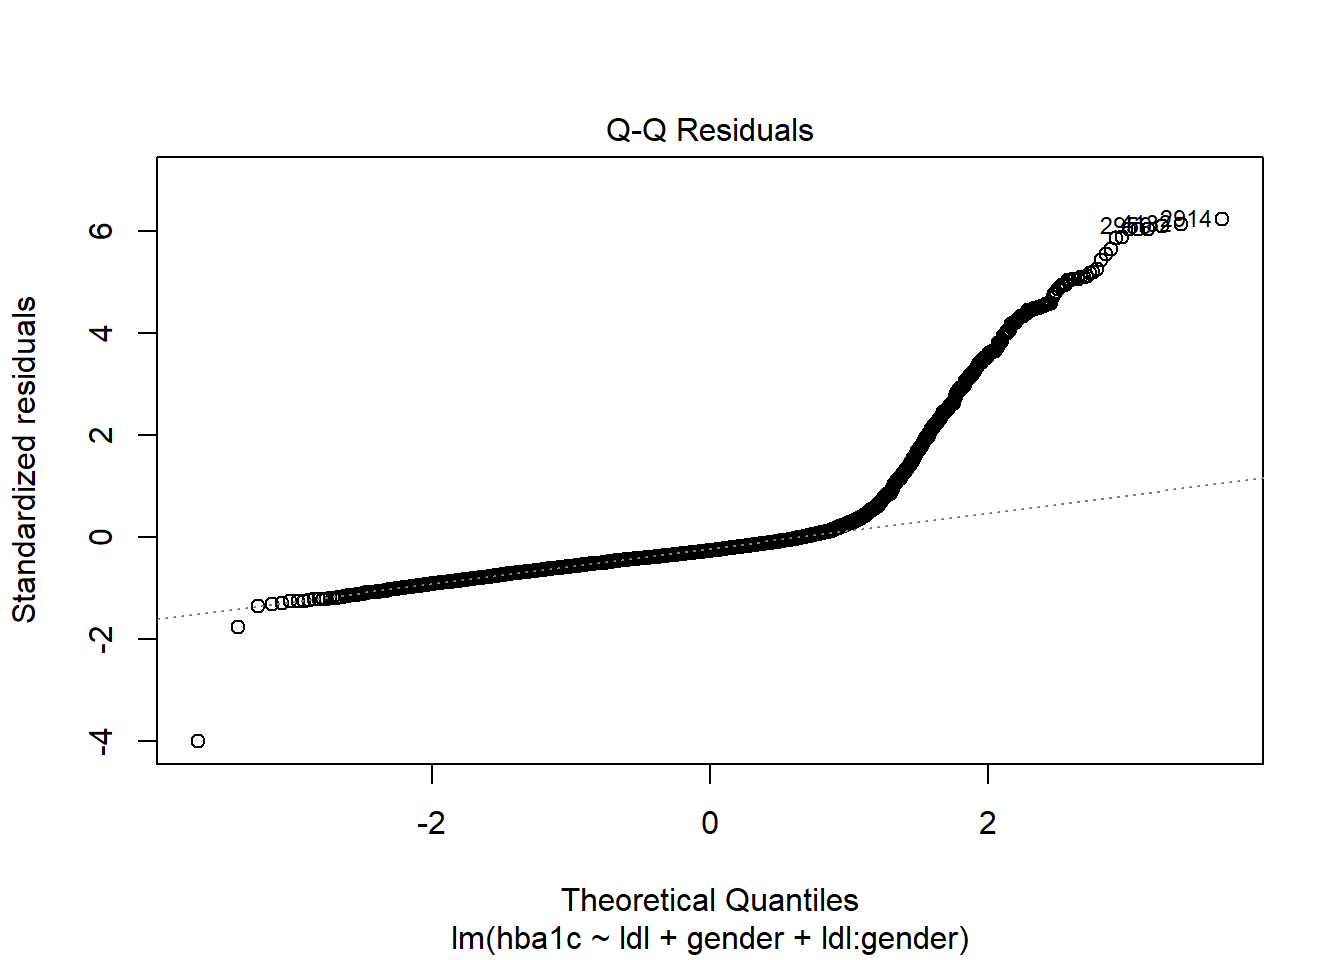 Q-Q Residuals
Standardized residuals
6
4
2
0
-2
-4
2914
-2
0
2
Theoretical Quantiles
lm(hba1c ~ ldl + gender + ldl:gender)